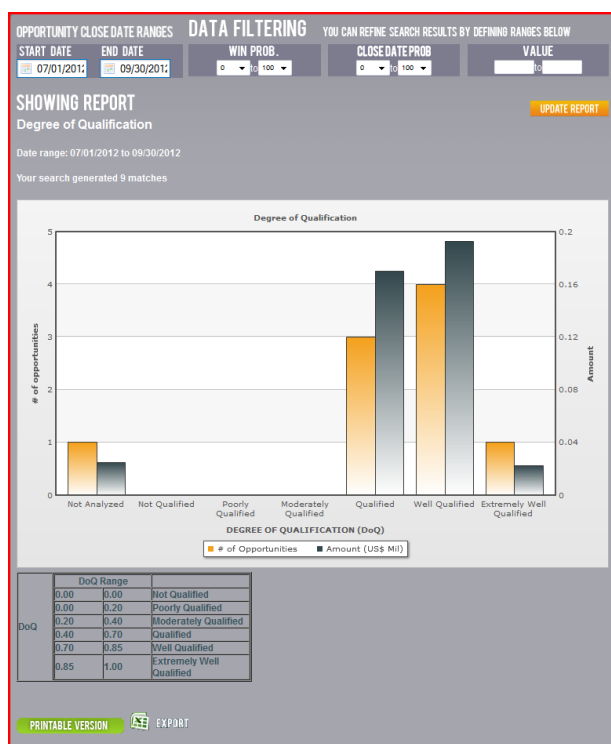 OPPORTUNITY CLOSE DATE RANGES DATA FILTERING YOU CAN REFINE SEARCH RESULTS BY DEFINING RANGES BELOW
START DATE END DATE WIN PROB. CLOSE DATE PROB VALUE
07/01/2012 09/30/2012 0 to 100 0 to 100 to
SHOWING REPORT
UPDATE REPORT
Degree of Qualification
Date range: 07/01/2012 to 09/30/2012
Your search generated 9 matches
Degree of Qualification
5 0.2
4 0.16
3 0.12
2 0.08
1 0.04
0 0
# of opportunities
Amount
Not Analyzed Not Qualified Poorly Qualified Moderately Qualified Qualified Well Qualified Extremely Well Qualified
DEGREE OF QUALIFICATION (DoQ)
# of Opportunities Amount (US$ Mil)
DoQ Range
0.00 0.00 Not Qualified
0.00 0.20 Poorly Qualified
DoQ 0.20 0.40 Moderately Qualified
0.40 0.70 Qualified
0.70 0.85 Well Qualified
0.85 1.00 Extremely Well Qualified
PRINTABLE VERSION EXPORT